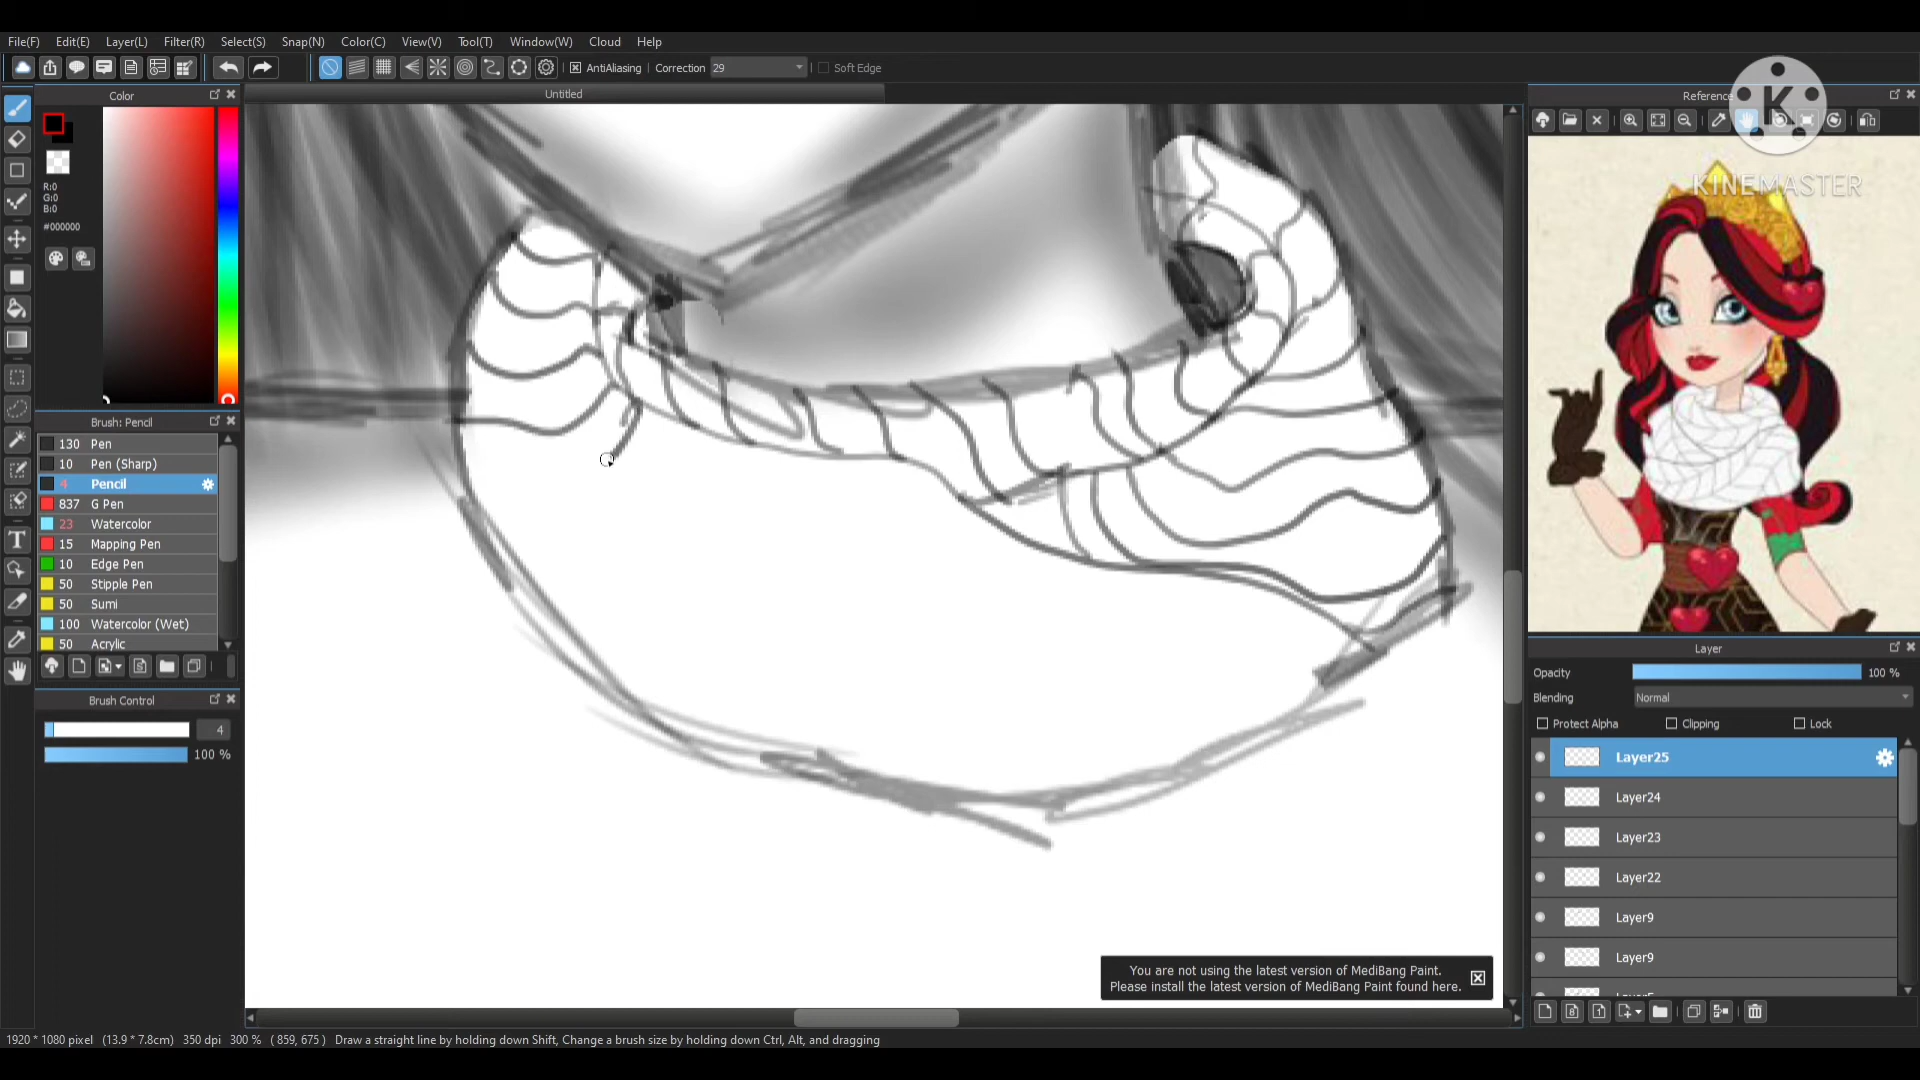 File(F) Edit(E) Layer(L) Filter(R) Select(S) Snap(N) Color(C) View(V) Tool(T) Window(W) Cloud Help
AntiAliasing Correction 29 Soft Edge
Color
Untitled
Reference
K
KINEMASTER
R:0
G:0
B:0
#000000
Brush: Pencil
130 Pen
10 Pen (Sharp)
4 Pencil
837 G Pen
23 Watercolor
15 Mapping Pen
10 Edge Pen
50 Stipple Pen
50 Sumi
100 Watercolor (Wet)
50 Acrylic
Brush Control
4
100 %
Layer
Opacity 100 %
Blending Normal
Protect Alpha Clipping Lock
Layer25
Layer24
Layer23
Layer22
Layer9
Layer9
You are not using the latest version of MediBang Paint.
Please install the latest version of MediBang Paint found here.
1920 * 1080 pixel (13.9 * 7.8cm) 350 dpi 300 % ( 859, 675 ) Draw a straight line by holding down Shift, Change a brush size by holding down Ctrl, Alt, and dragging